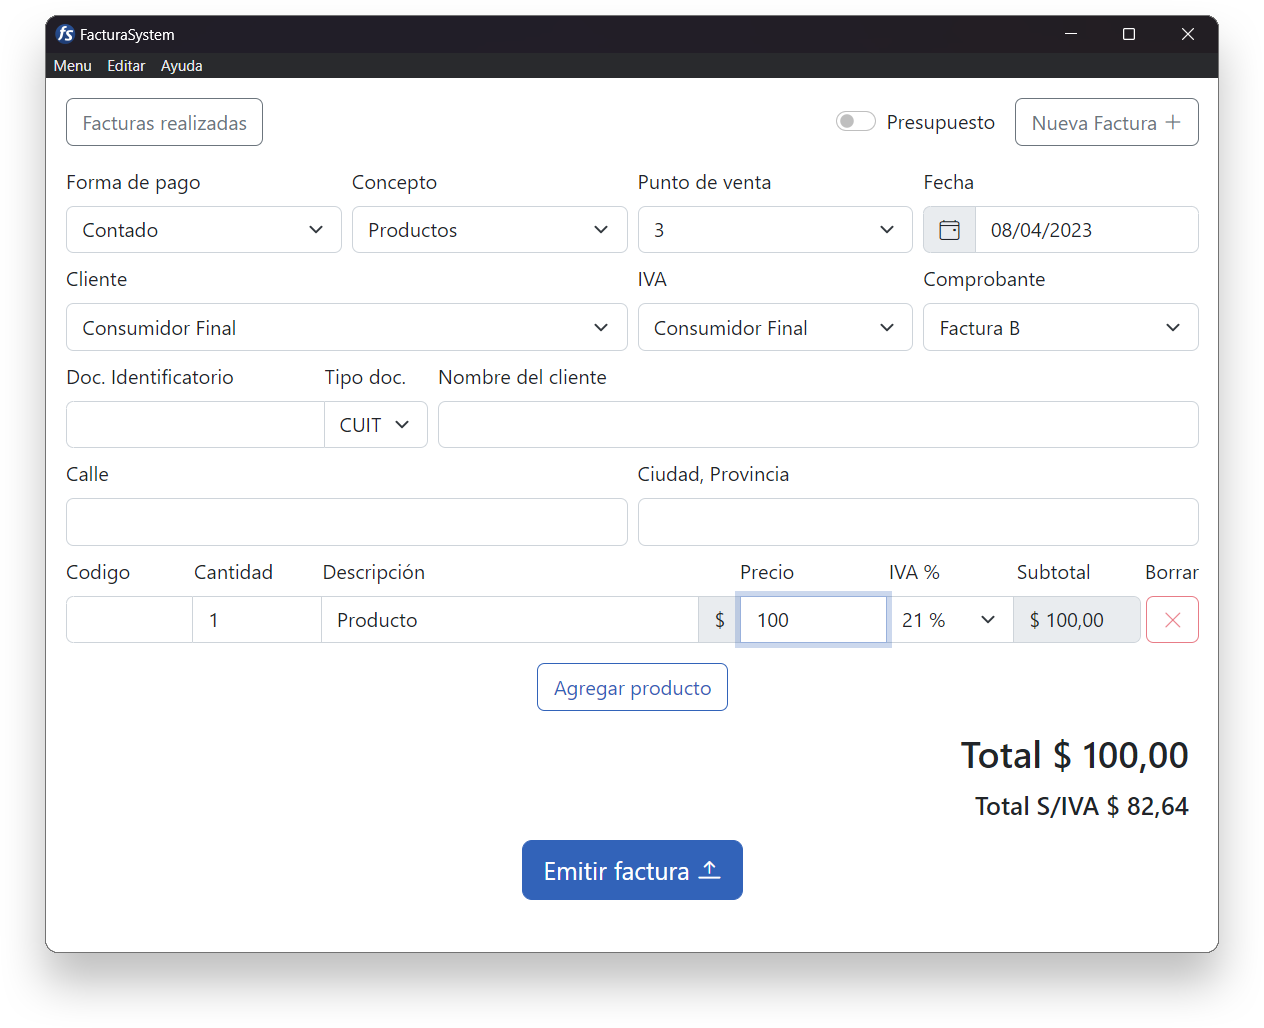 fs FacturaSystem
Menu Editar Ayuda
Facturas realizadas Presupuesto Nueva Factura +
Forma de pago Concepto Punto de venta Fecha
Contado Productos 3 08/04/2023
Cliente IVA Comprobante
Consumidor Final Consumidor Final Factura B
Doc. Identificatorio Tipo doc. Nombre del cliente
CUIT
Calle Ciudad, Provincia
Codigo Cantidad Descripción Precio IVA % Subtotal Borrar
1 Producto $ 100 21 % $ 100,00
Agregar producto
Total $ 100,00
Total S/IVA $ 82,64
Emitir factura